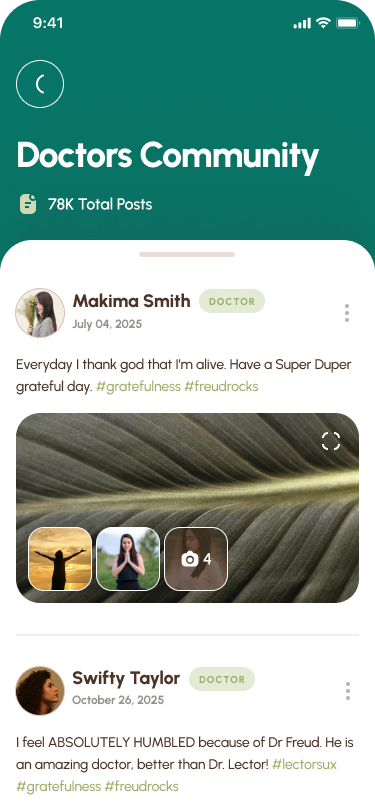 9:41
Doctors Community
78K Total Posts
Makima Smith DOCTOR
July 04, 2025
Everyday I thank god that I'm alive. Have a Super Duper
grateful day. #gratefulness #freudrocks
4
Swifty Taylor DOCTOR
October 26, 2025
I feel ABSOLUTELY HUMBLED because of Dr Freud. He is
an amazing doctor, better than Dr. Lector! #lectorsux
#gratefulness #freudrocks